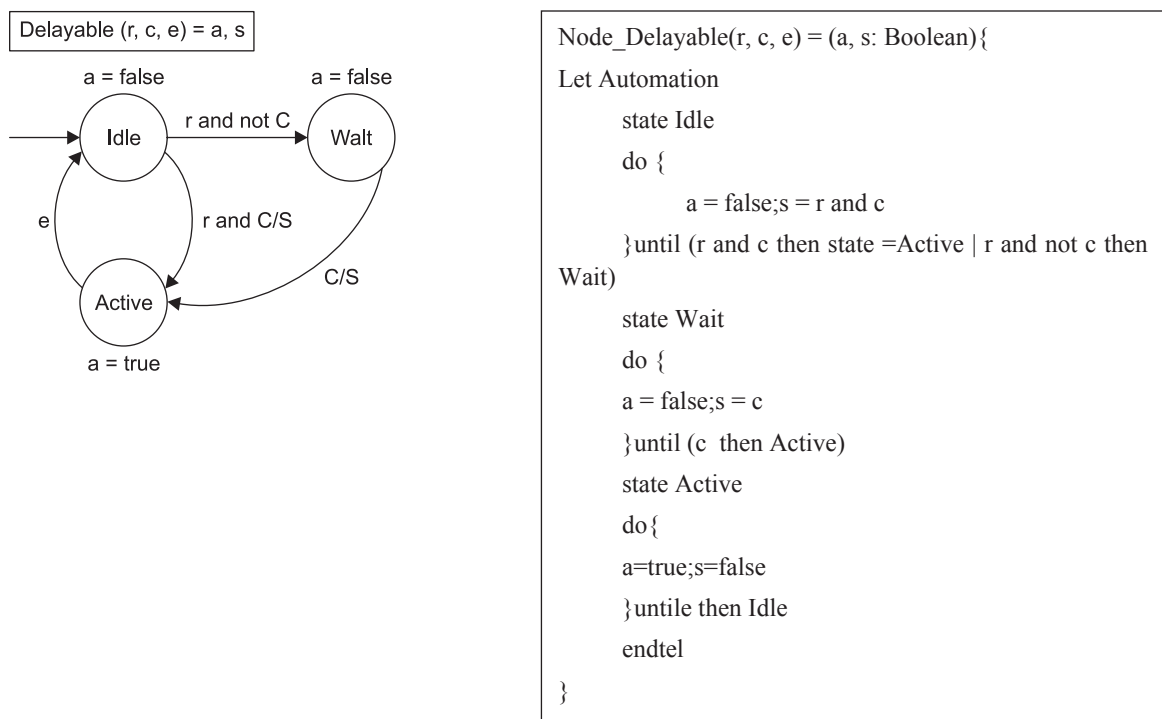 Delayable (r, c, e) = a, s
a = false
a = false
Idle
r and not C
Walt
e
r and C/S
C/S
Active
a = true
Node_Delayable(r, c, e) = (a, s: Boolean){
Let Automation
state Idle
do {
a = false;s = r and c
}until (r and c then state =Active | r and not c then
Wait)
state Wait
do {
a = false;s = c
}until (c then Active)
state Active
do{
a=true;s=false
}untile then Idle
endtel
}